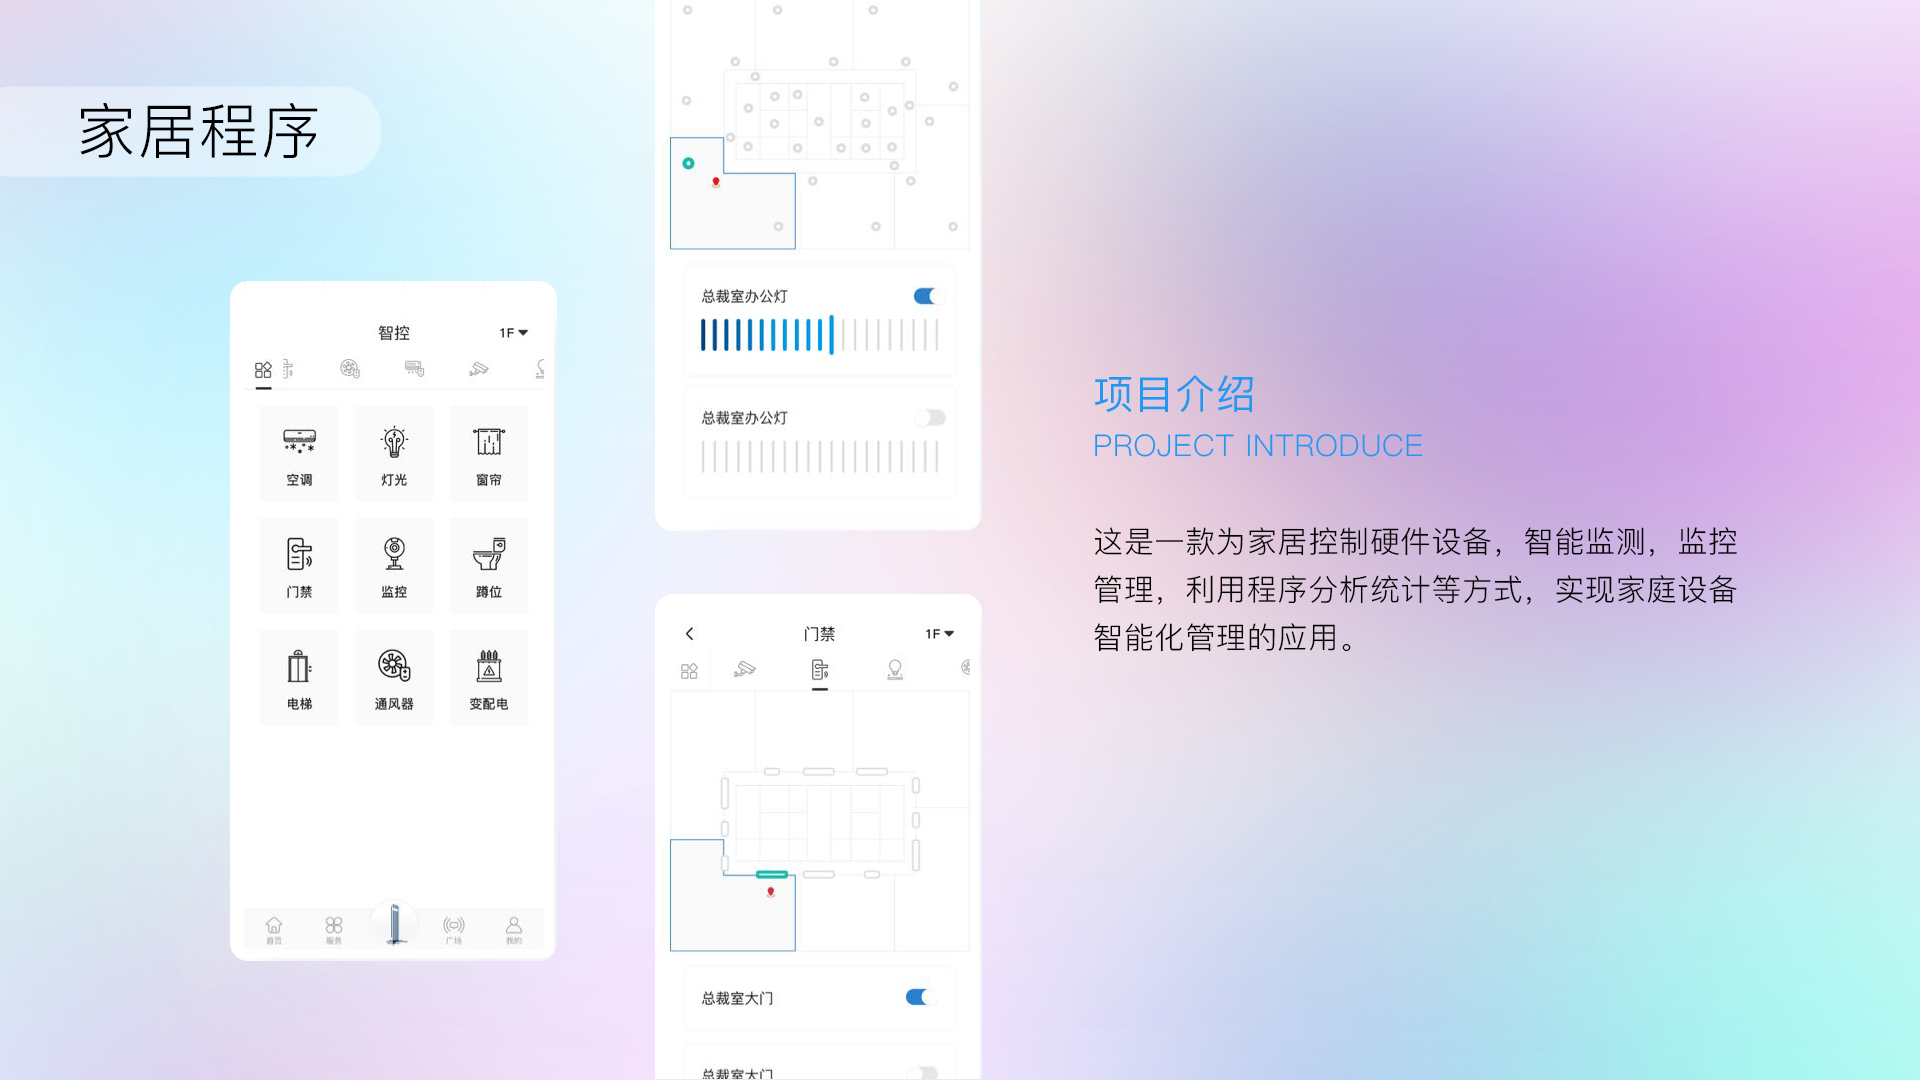 家居程序
智控
1F
空调
灯光
窗帘
门禁
监控
蹲位
电梯
通风器
变配电
首页
服务
广场
我的
总裁室办公灯
总裁室办公灯
门禁
1F
总裁室大门
总裁室大门
项目介绍
PROJECT INTRODUCE
这是一款为家居控制硬件设备，智能监测，监控
管理，利用程序分析统计等方式，实现家庭设备
智能化管理的应用。